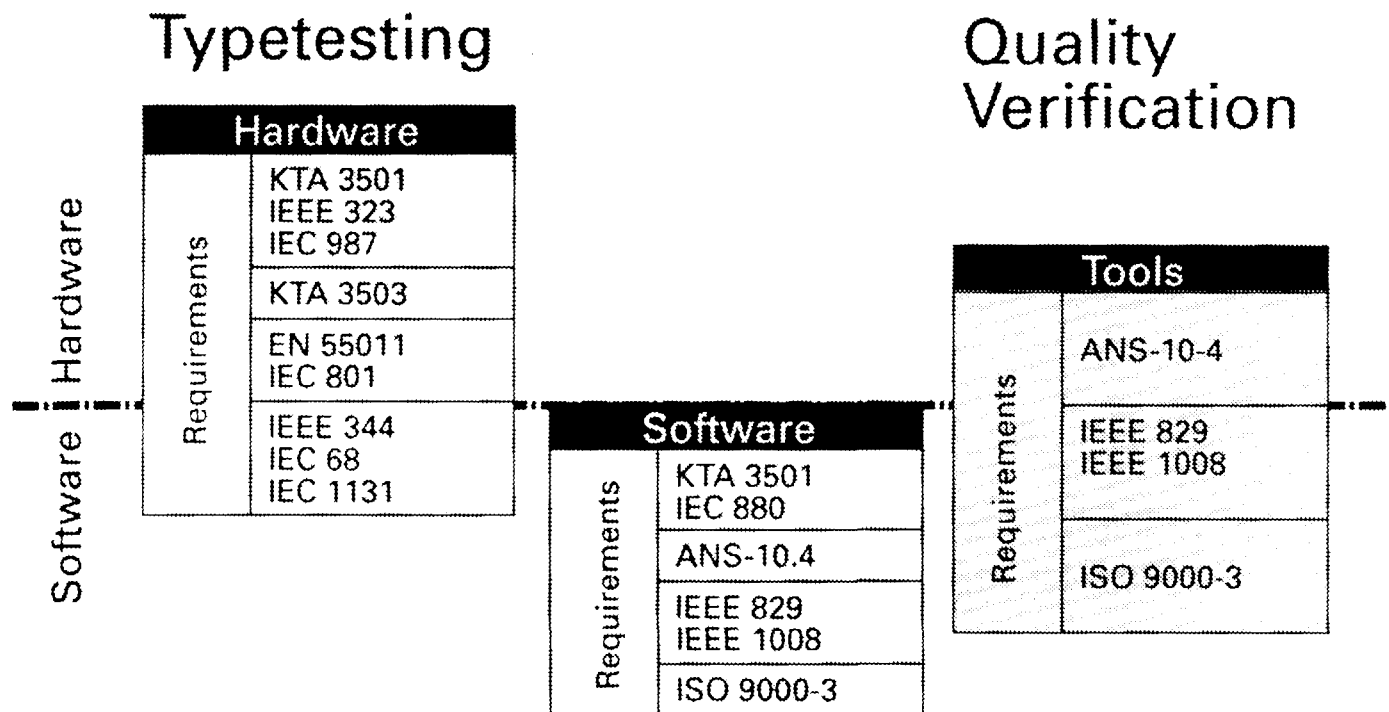 Typetesting
Quality
Verification
Hardware
Software
Hardware
Requirements
KTA 3501
IEEE 323
IEC 987
KTA 3503
EN 55011
IEC 801
IEEE 344
IEC 68
IEC 1131
Software
Requirements
KTA 3501
IEC 880
ANS-10.4
IEEE 829
IEEE 1008
ISO 9000-3
Tools
Requirements
ANS-10-4
IEEE 829
IEEE 1008
ISO 9000-3